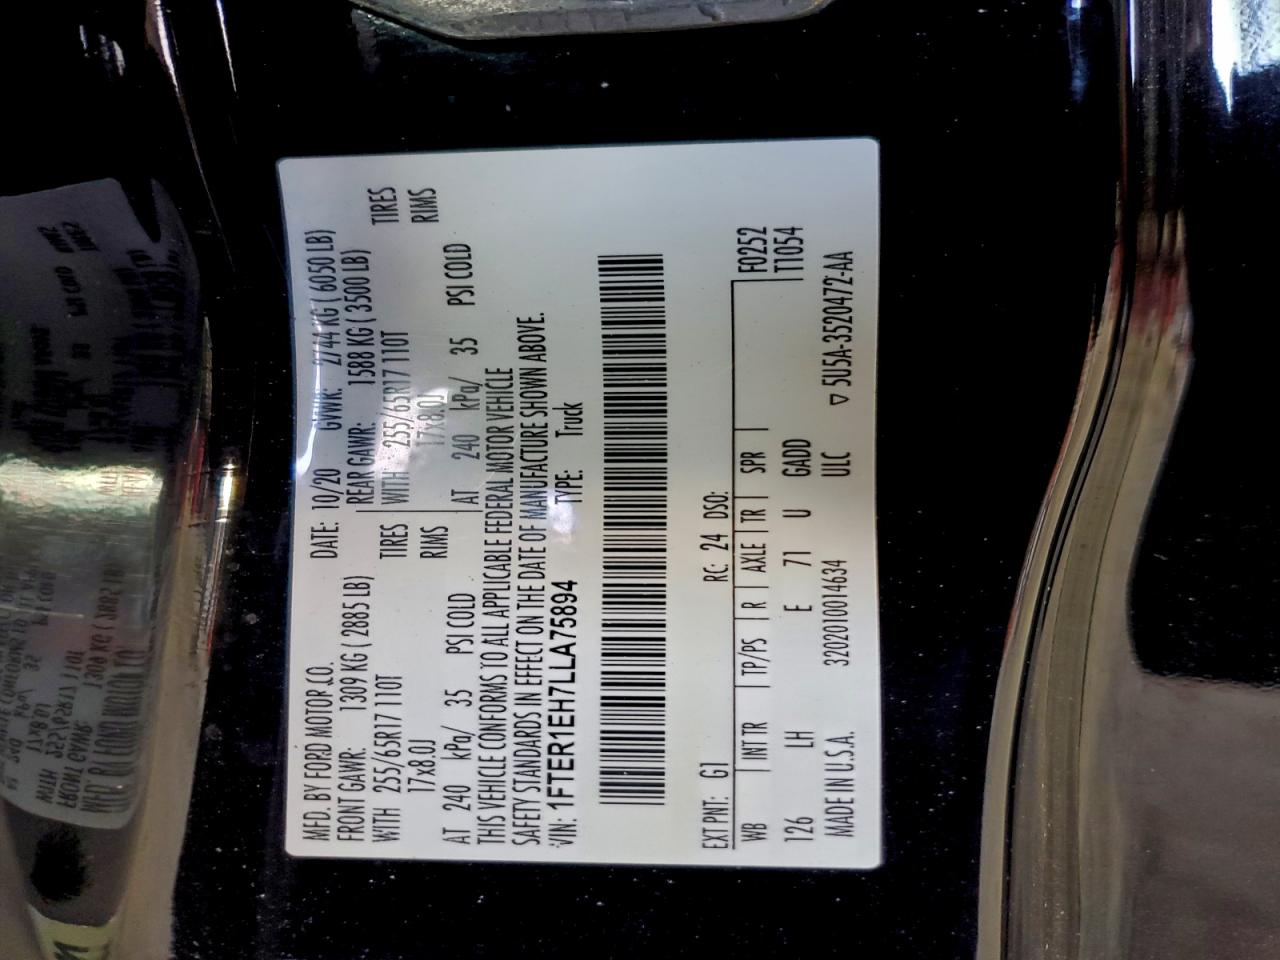 MFD. BY FORD MOTOR CO.
DATE: 10/20 GVWR: 2744 KG ( 6050 LB)
FRONT GAWR: 1309 KG ( 2885 LB)
REAR GAWR: 1588 KG ( 3500 LB)
WITH 255/65R17 110T TIRES
WITH 255/65R17 110T TIRES
17x8.0J RIMS
17x8.0J RIMS
AT 240 kPa/ 35 PSI COLD
AT 240 kPa/ 35 PSI COLD
THIS VEHICLE CONFORMS TO ALL APPLICABLE FEDERAL MOTOR VEHICLE
SAFETY STANDARDS IN EFFECT ON THE DATE OF MANUFACTURE SHOWN ABOVE.
VIN: 1FTER1EH7LLA75894 TYPE: Truck
EXT PNT: G1 RC: 24 DSO:
WB INT TR TP/PS R AXLE TR SPR F0252
126 LH E 71 U GADD T1054
MADE IN U.S.A. 3202010014634 ULC ▽ 5U5A-3520472-AA